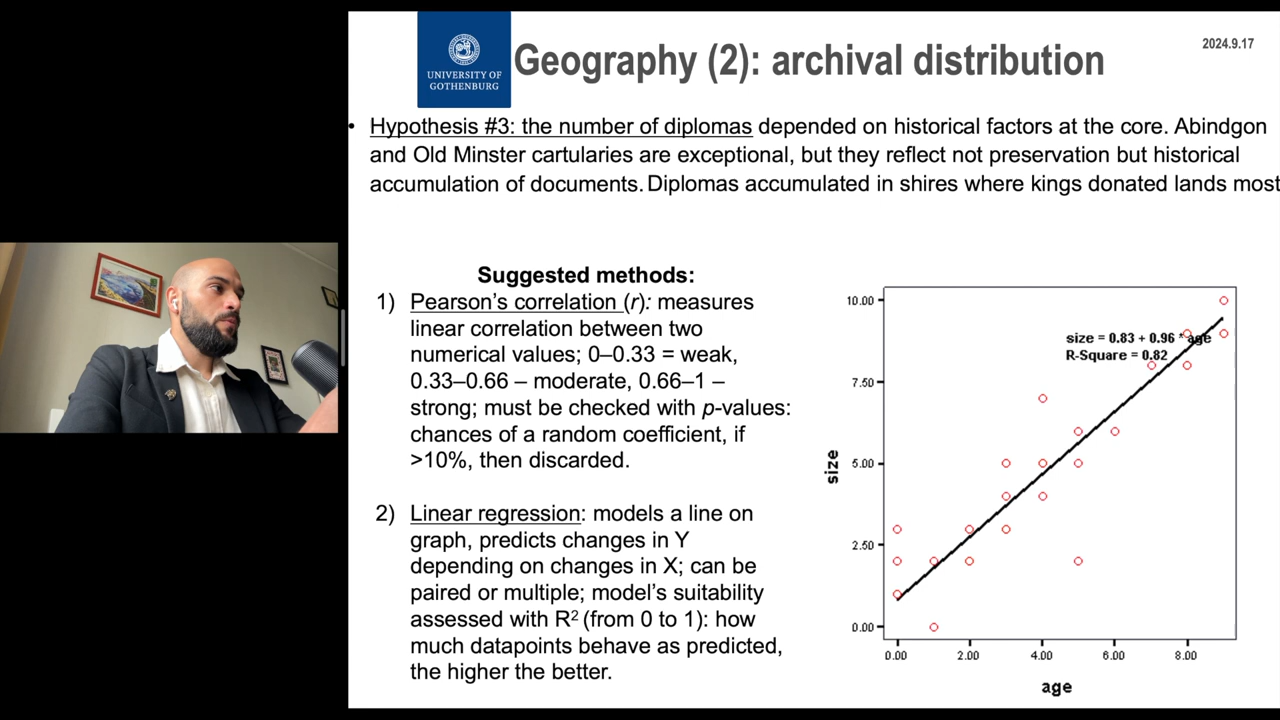 UNIVERSITY OF
GOTHENBURG
Geography (2): archival distribution
2024.9.17
• Hypothesis #3: the number of diplomas depended on historical factors at the core. Abindgon
and Old Minster cartularies are exceptional, but they reflect not preservation but historical
accumulation of documents. Diplomas accumulated in shires where kings donated lands most
Suggested methods:
1) Pearson’s correlation (r): measures
linear correlation between two
numerical values; 0–0.33 = weak,
0.33–0.66 – moderate, 0.66–1 –
strong; must be checked with p-values:
chances of a random coefficient, if
>10%, then discarded.
2) Linear regression: models a line on
graph, predicts changes in Y
depending on changes in X; can be
paired or multiple; model’s suitability
assessed with R² (from 0 to 1): how
much datapoints behave as predicted,
the higher the better.
10.00
size = 0.83 + 0.96 * age
R-Square = 0.82
7.50
size
5.00
2.50
0.00
0.00 2.00 4.00 6.00 8.00
age